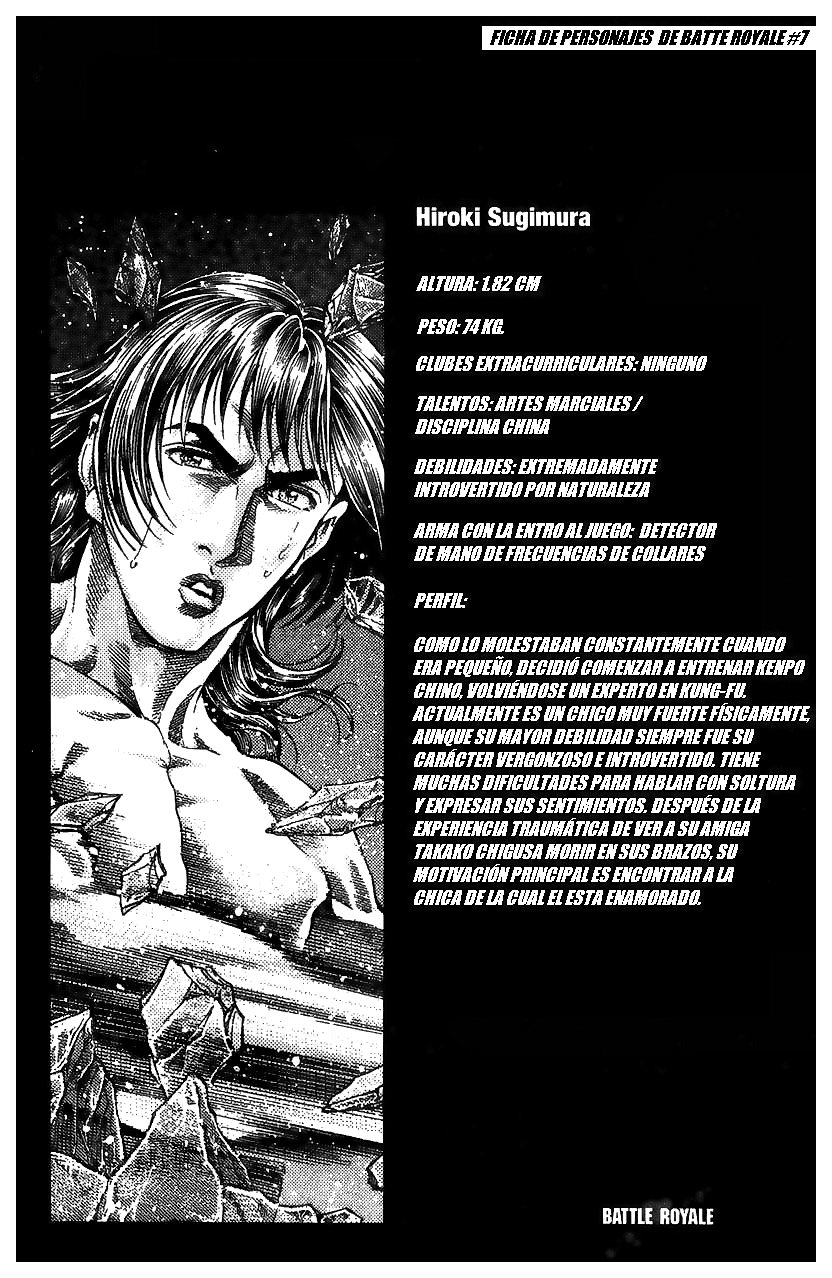 FICHA DE PERSONAJES DE BATTE ROYALE #7
Hiroki Sugimura
ALTURA: 1.82 CM
PESO: 74 KG.
CLUBES EXTRACURRICULARES: NINGUNO
TALENTOS: ARTES MARCIALES /
DISCIPLINA CHINA
DEBILIDADES: EXTREMADAMENTE
INTROVERTIDO POR NATURALEZA
ARMA CON LA ENTRO AL JUEGO: DETECTOR
DE MANO DE FRECUENCIAS DE COLLARES
PERFIL:
COMO LO MOLESTABAN CONSTANTEMENTE CUANDO
ERA PEQUEÑO, DECIDIÓ COMENZAR A ENTRENAR KENPO
CHINO, VOLVIÉNDOSE UN EXPERTO EN KUNG-FU.
ACTUALMENTE ES UN CHICO MUY FUERTE FÍSICAMENTE,
AUNQUE SU MAYOR DEBILIDAD SIEMPRE FUE SU
CARÁCTER VERGONZOSO E INTROVERTIDO. TIENE
MUCHAS DIFICULTADES PARA HABLAR CON SOLTURA
Y EXPRESAR SUS SENTIMIENTOS. DESPUÉS DE LA
EXPERIENCIA TRAUMÁTICA DE VER A SU AMIGA
TAKAKO CHIGUSA MORIR EN SUS BRAZOS, SU
MOTIVACIÓN PRINCIPAL ES ENCONTRAR A LA
CHICA DE LA CUAL EL ESTA ENAMORADO.
BATTLE ROYALE